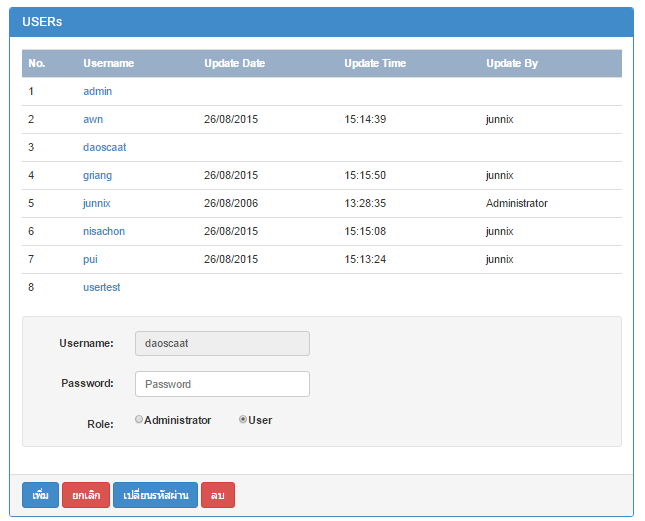 USERs
No. Username Update Date Update Time Update By
1 admin
2 awn 26/08/2015 15:14:39 junnix
3 daoscaat
4 griang 26/08/2015 15:15:50 junnix
5 junnix 26/08/2006 13:28:35 Administrator
6 nisachon 26/08/2015 15:15:08 junnix
7 pui 26/08/2015 15:13:24 junnix
8 usertest
Username: daoscaat
Password: Password
Role: Administrator User
เพิ่ม ยกเลิก เปลี่ยนรหัสผ่าน ลบ